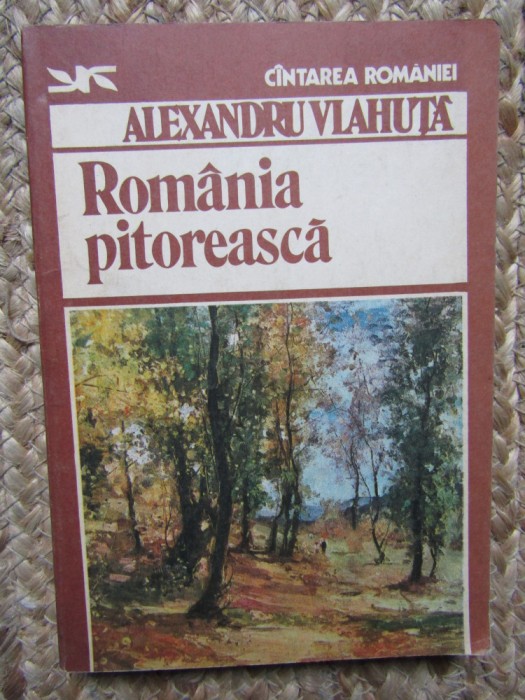 CÎNTAREA ROMÂNIEI
ALEXANDRU VLAHUȚĂ
România
pitorească